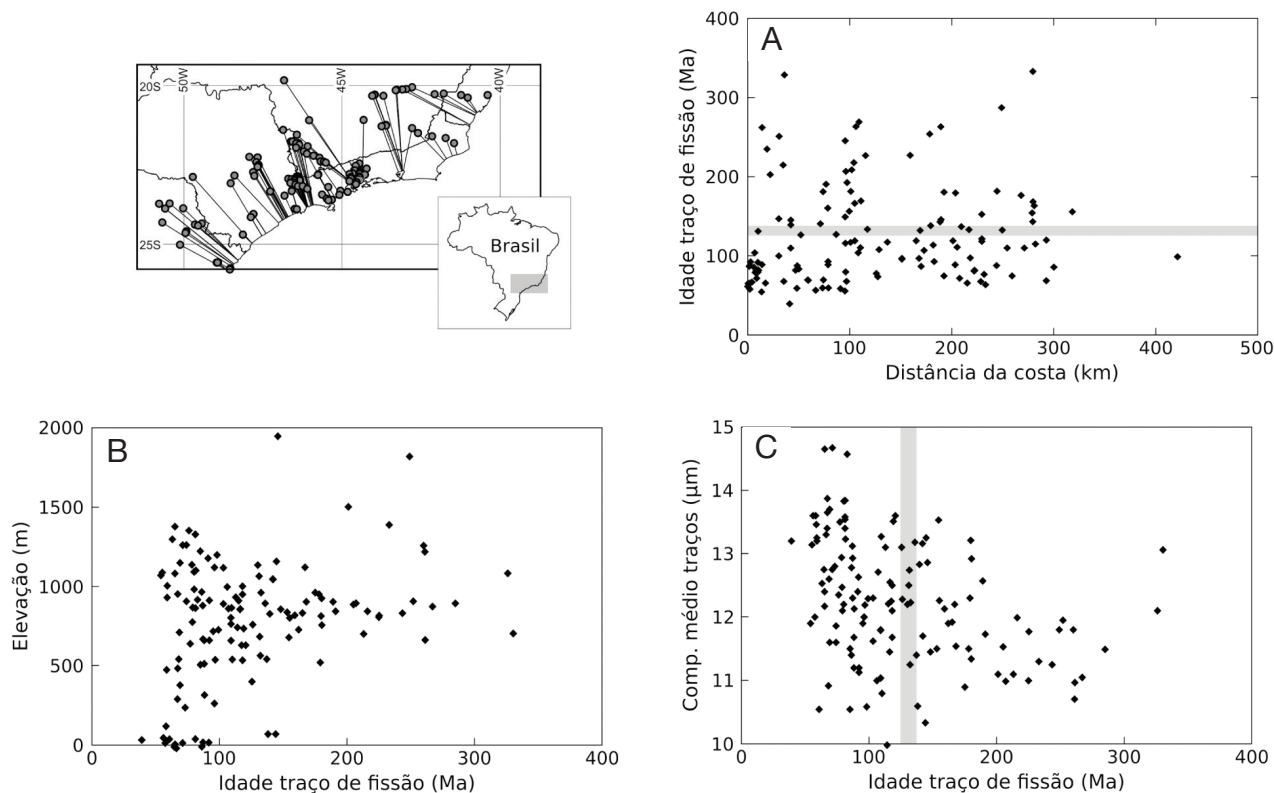 20S
25S
50W
45W
40W
Brasil
A
Idade traço de fissão (Ma)
400
300
200
100
0
0 100 200 300 400 500
Distância da costa (km)
B
Elevação (m)
2000
1500
1000
500
0
0 100 200 300 400
Idade traço de fissão (Ma)
C
Comp. médio traços (μm)
15
14
13
12
11
10
0 100 200 300 400
Idade traço de fissão (Ma)